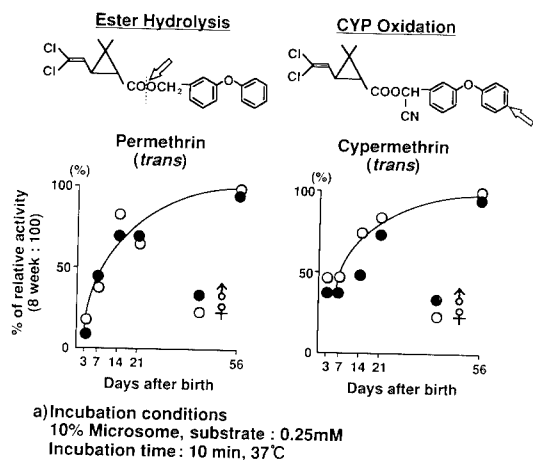 Ester Hydrolysis
CYP Oxidation
Cl
Cl
COOCH2
O
Cl
Cl
COOCH
CN
O
Permethrin
(trans)
Cypermethrin
(trans)
(%)
100
50
0
% of relative activity
(8 week : 100)
3 7 14 21 56
Days after birth
● ♂
○ ♀
(%)
100
50
0
3 7 14 21 56
Days after birth
● ♂
○ ♀
a) Incubation conditions
10% Microsome, substrate : 0.25mM
Incubation time : 10 min, 37℃